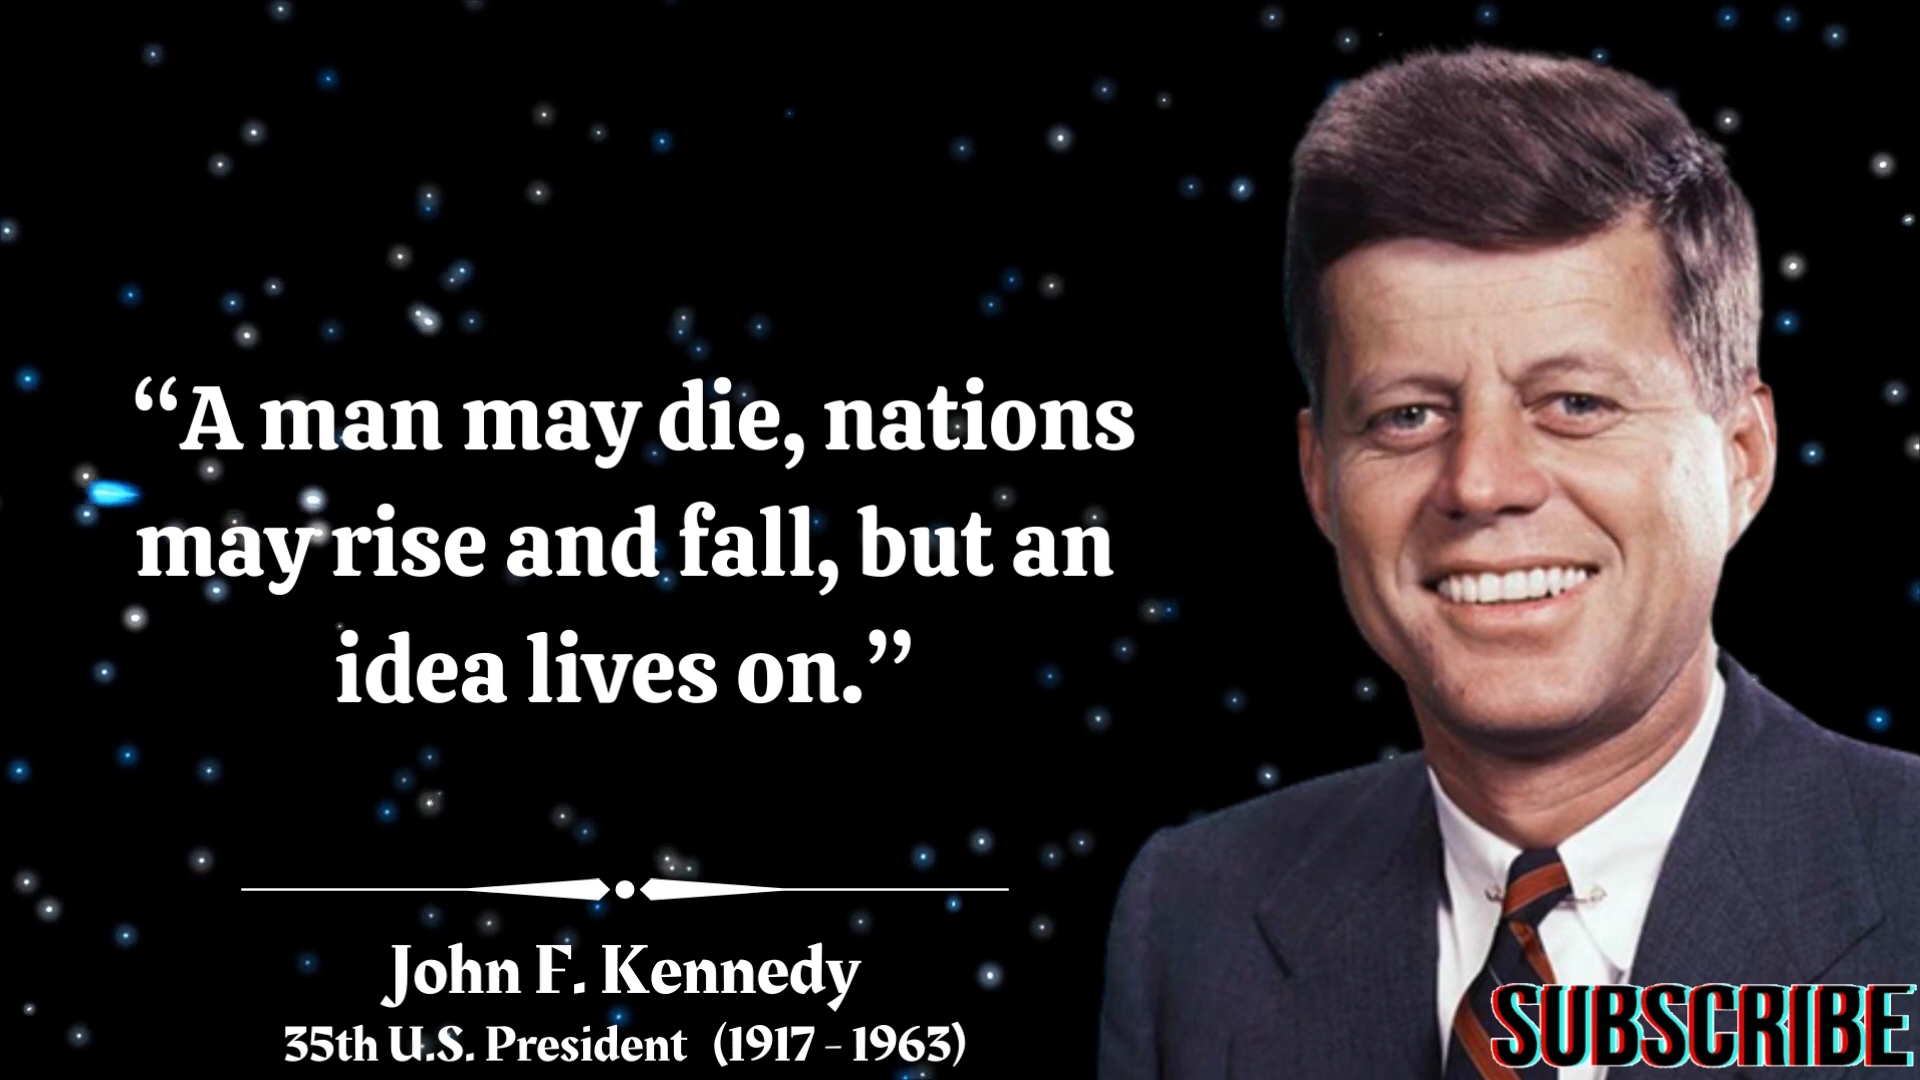 “A man may die, nations
may rise and fall, but an
idea lives on.”
John F. Kennedy
35th U.S. President (1917 - 1963)
SUBSCRIBE